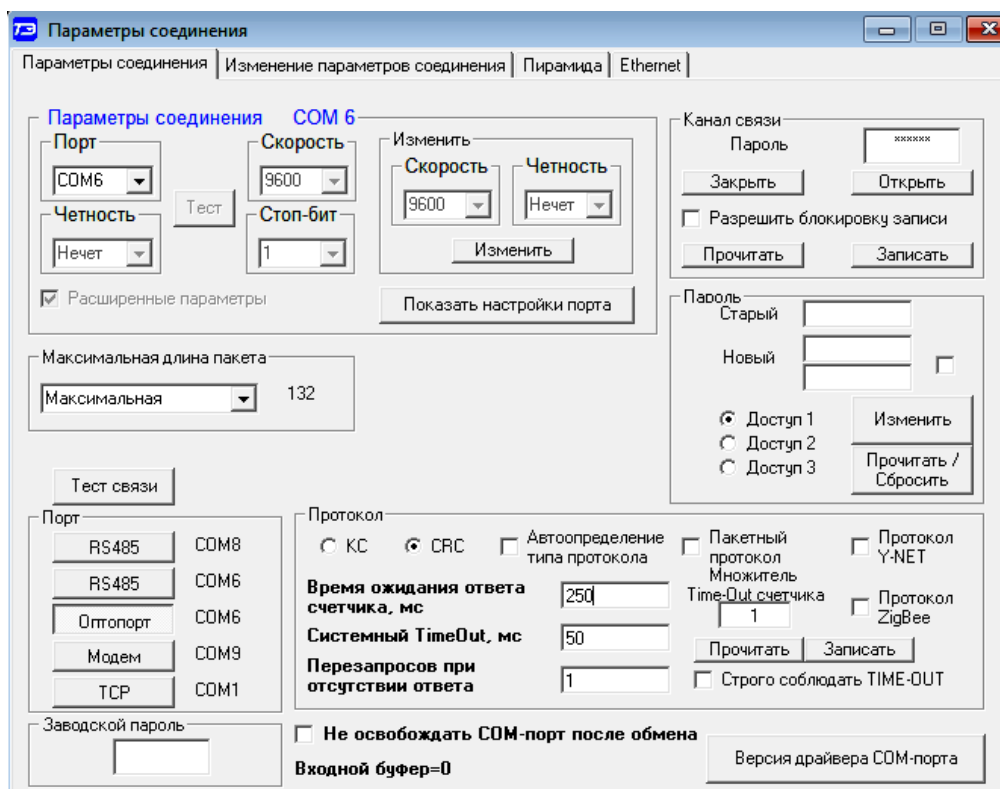 ТЭ Параметры соединения
Параметры соединения Изменение параметров соединения Пирамида Ethernet
Параметры соединения COM 6
Порт
COM6
Четность
Нечет
Тест
Скорость
9600
Стоп-бит
1
Расширенные параметры
Изменить
Скорость
9600
Четность
Нечет
Изменить
Показать настройки порта
Канал связи
Пароль ******
Закрыть Открыть
Разрешить блокировку записи
Прочитать Записать
Пароль
Старый
Новый
Доступ 1
Доступ 2
Доступ 3
Изменить
Прочитать /
Сбросить
Максимальная длина пакета
Максимальная 132
Тест связи
Порт
RS485 COM8
RS485 COM6
Оптопорт COM6
Модем COM9
TCP COM1
Заводской пароль
Протокол
КС CRC
Автоопределение
типа протокола
Пакетный
протокол
Множитель
Time-Out счетчика
1
Протокол
Y-NET
Протокол
ZigBee
Время ожидания ответа
счетчика, мс
250
Системный TimeOut, мс
50
Перезапросов при
отсутствии ответа
1
Прочитать Записать
Строго соблюдать TIME-OUT
Не освобождать COM-порт после обмена
Входной буфер=0
Версия драйвера COM-порта